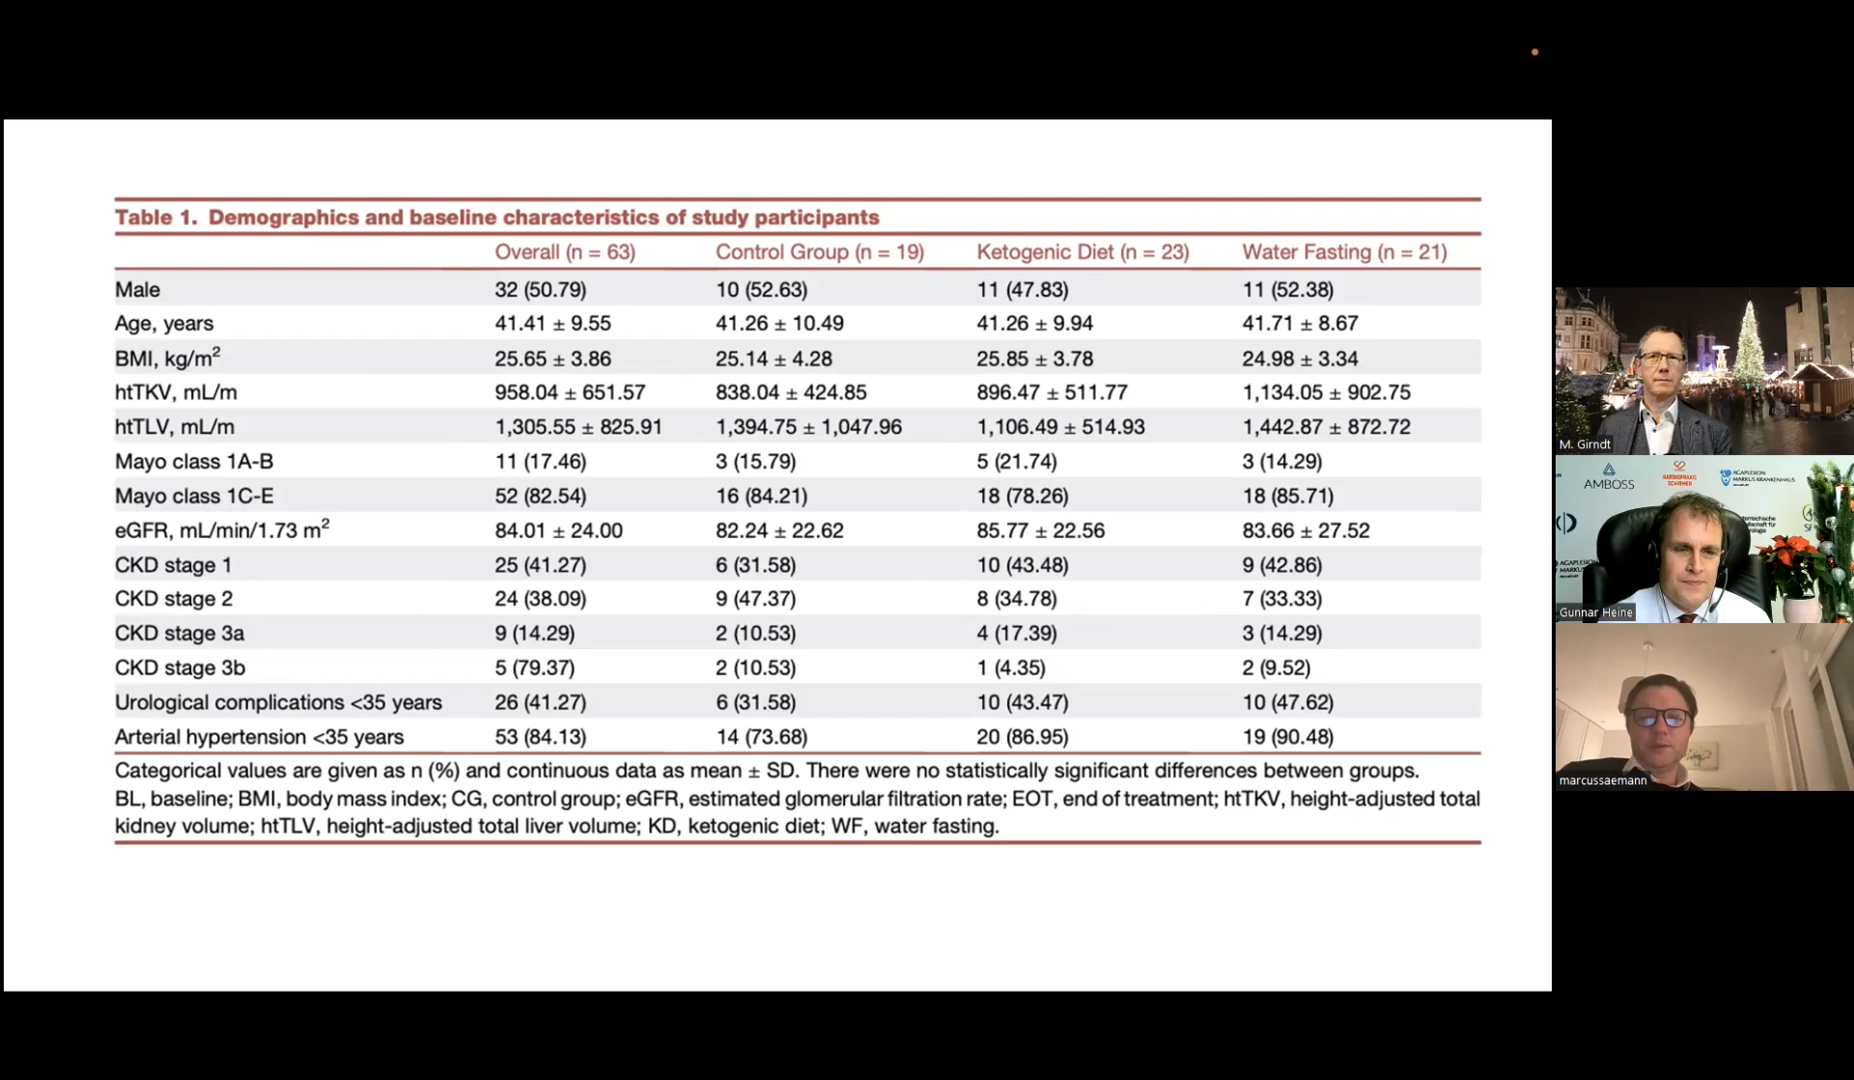 Table 1. Demographics and baseline characteristics of study participants
Overall (n = 63) Control Group (n = 19) Ketogenic Diet (n = 23) Water Fasting (n = 21)
Male 32 (50.79) 10 (52.63) 11 (47.83) 11 (52.38)
Age, years 41.41 ± 9.55 41.26 ± 10.49 41.26 ± 9.94 41.71 ± 8.67
BMI, kg/m² 25.65 ± 3.86 25.14 ± 4.28 25.85 ± 3.78 24.98 ± 3.34
htTKV, mL/m 958.04 ± 651.57 838.04 ± 424.85 896.47 ± 511.77 1,134.05 ± 902.75
htTLV, mL/m 1,305.55 ± 825.91 1,394.75 ± 1,047.96 1,106.49 ± 514.93 1,442.87 ± 872.72
Mayo class 1A-B 11 (17.46) 3 (15.79) 5 (21.74) 3 (14.29)
Mayo class 1C-E 52 (82.54) 16 (84.21) 18 (78.26) 18 (85.71)
eGFR, mL/min/1.73 m² 84.01 ± 24.00 82.24 ± 22.62 85.77 ± 22.56 83.66 ± 27.52
CKD stage 1 25 (41.27) 6 (31.58) 10 (43.48) 9 (42.86)
CKD stage 2 24 (38.09) 9 (47.37) 8 (34.78) 7 (33.33)
CKD stage 3a 9 (14.29) 2 (10.53) 4 (17.39) 3 (14.29)
CKD stage 3b 5 (79.37) 2 (10.53) 1 (4.35) 2 (9.52)
Urological complications <35 years 26 (41.27) 6 (31.58) 10 (43.47) 10 (47.62)
Arterial hypertension <35 years 53 (84.13) 14 (73.68) 20 (86.95) 19 (90.48)
Categorical values are given as n (%) and continuous data as mean ± SD. There were no statistically significant differences between groups.
BL, baseline; BMI, body mass index; CG, control group; eGFR, estimated glomerular filtration rate; EOT, end of treatment; htTKV, height-adjusted total
kidney volume; htTLV, height-adjusted total liver volume; KD, ketogenic diet; WF, water fasting.
M. Girndt
AMBOSS
KARDIOPRAXIS
SCHIRMER
AGAPLESION
MARKUS KRANKENHAUS
Gunnar Heine
marcussaemann